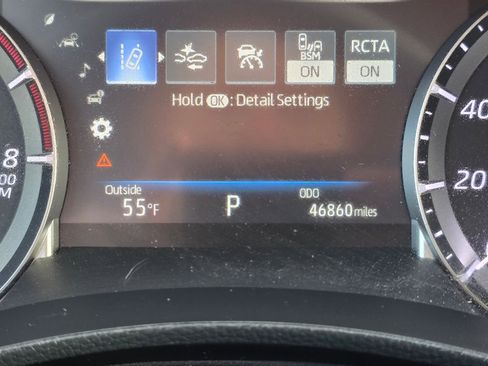 BSM
ON
RCTA
ON
Hold OK : Detail Settings
8
40
20
Outside
55°F
P
ODO
46860 miles